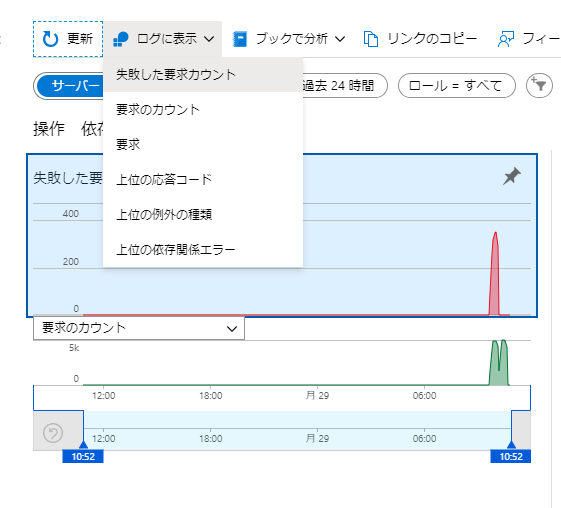 更新 ログに表示 ブックで分析 リンクのコピー フィー
サーバー 過去 24 時間 ロール = すべて
失敗した要求カウント
要求のカウント
要求
上位の応答コード
上位の例外の種類
上位の依存関係エラー
操作 依存
失敗した要
400
200
0
要求のカウント
5k
0
12:00 18:00 月 29 06:00
12:00 18:00 月 29 06:00
10:52 10:52